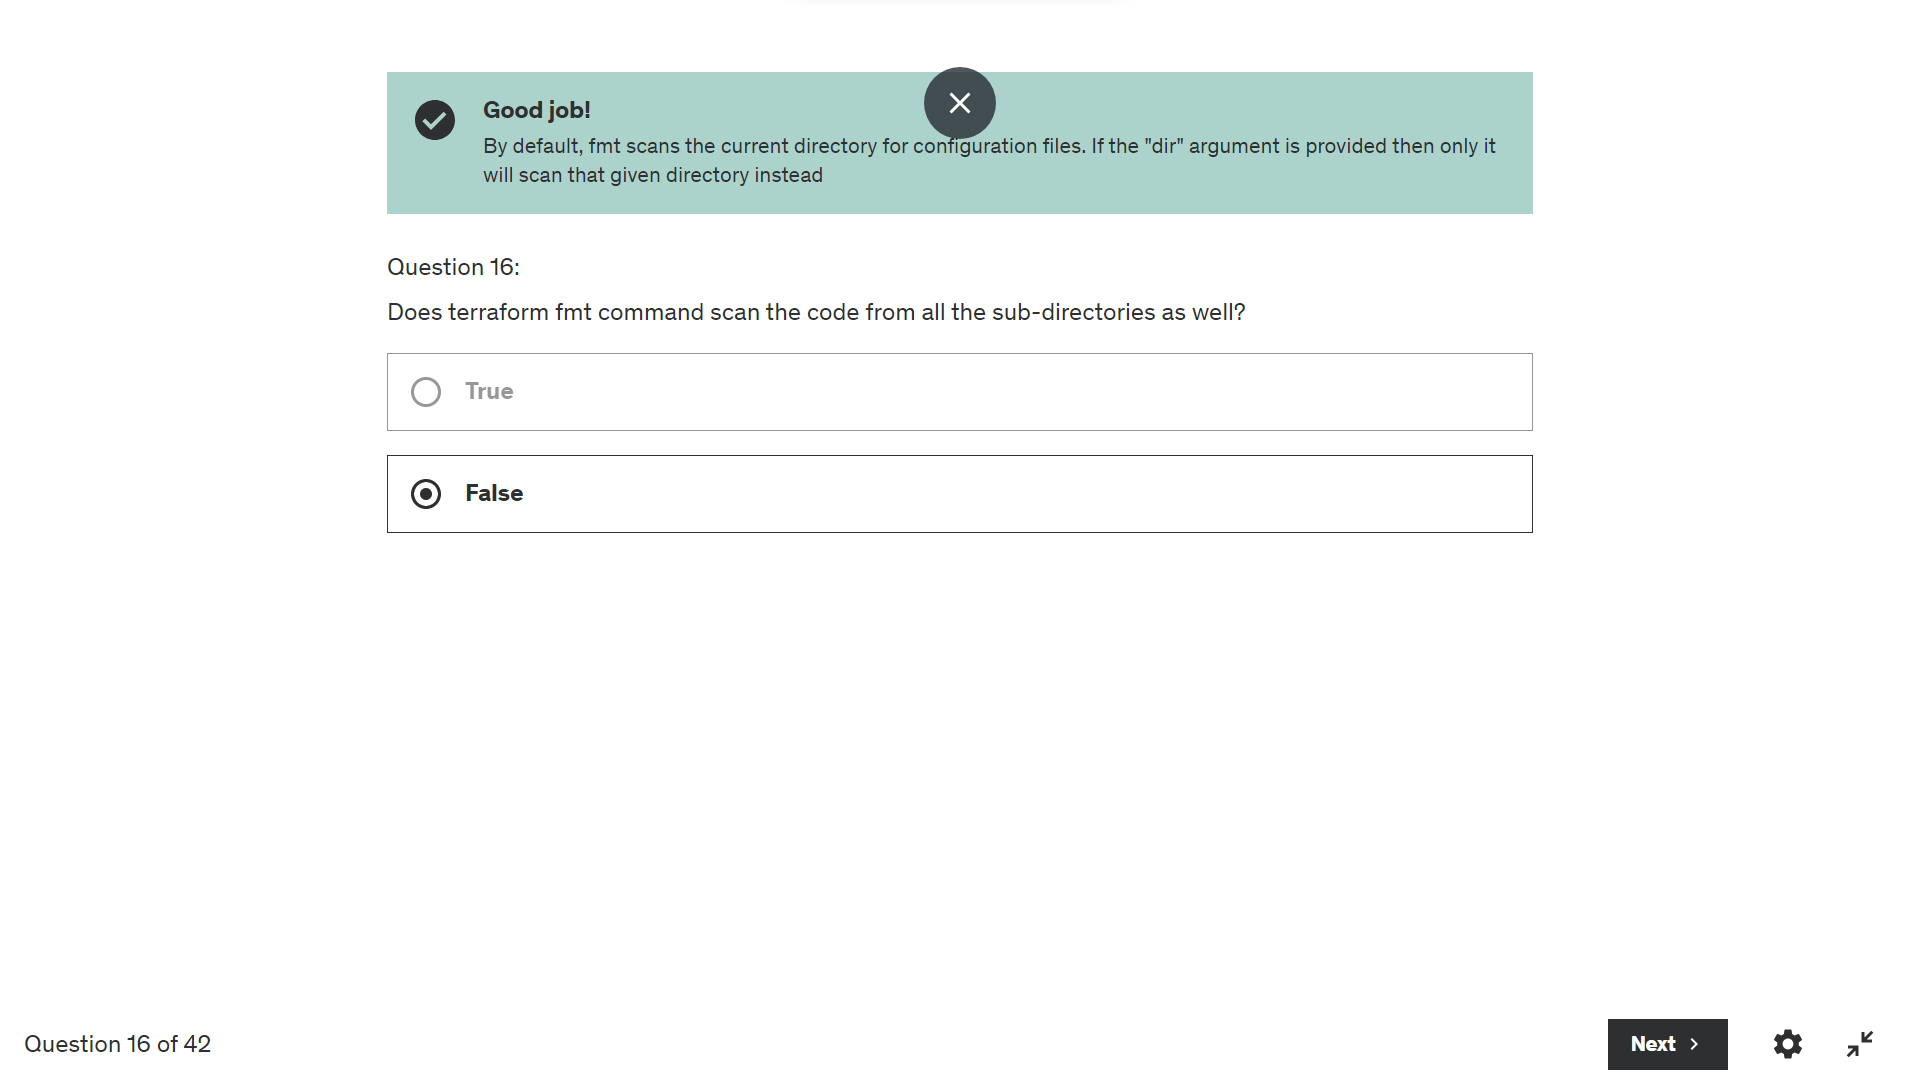 Good job!
By default, fmt scans the current directory for configuration files. If the "dir" argument is provided then only it
will scan that given directory instead
Question 16:
Does terraform fmt command scan the code from all the sub-directories as well?
True
False
Question 16 of 42
Next